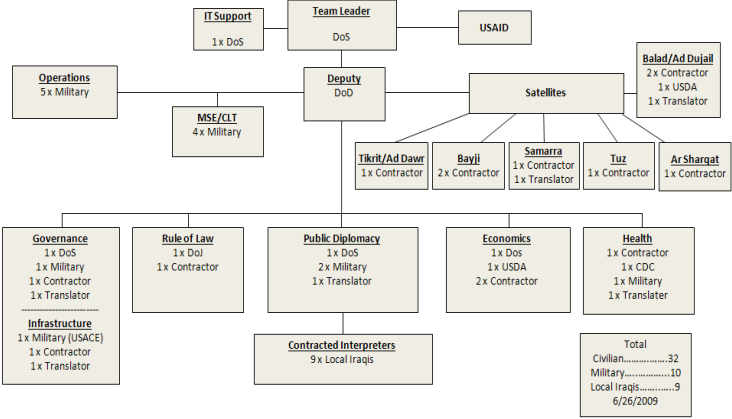 IT Support
1 x DoS
Team Leader
DoS
USAID
Operations
5 x Military
MSE/CLT
4 x Military
Deputy
DoD
Satellites
Balad/Ad Dujail
2 x Contractor
1 x USDA
1 x Translator
Tikrit/Ad Dawr
1 x Contractor
Bayji
2 x Contractor
Samarra
1 x Contractor
1 x Translator
Tuz
1 x Contractor
Ar Sharqat
1 x Contractor
Governance
1 x DoS
1 x Military
1 x Contractor
1 x Translator
-------------------------
Infrastructure
1 x Military (USACE)
1 x Contractor
1 x Translator
Rule of Law
1 x DoJ
1 x Contractor
Public Diplomacy
1 x DoS
2 x Military
1 x Translator
Contracted Interpreters
9 x Local Iraqis
Economics
1 x Dos
1 x USDA
2 x Contractor
Health
1 x Contractor
1 x CDC
1 x Military
1 x Translater
Total
Civilian…………….32
Military…..………...10
Local Iraqis……..…..9
6/26/2009